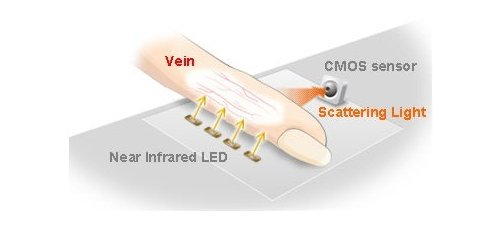 Vein
CMOS sensor
Scattering Light
Near Infrared LED